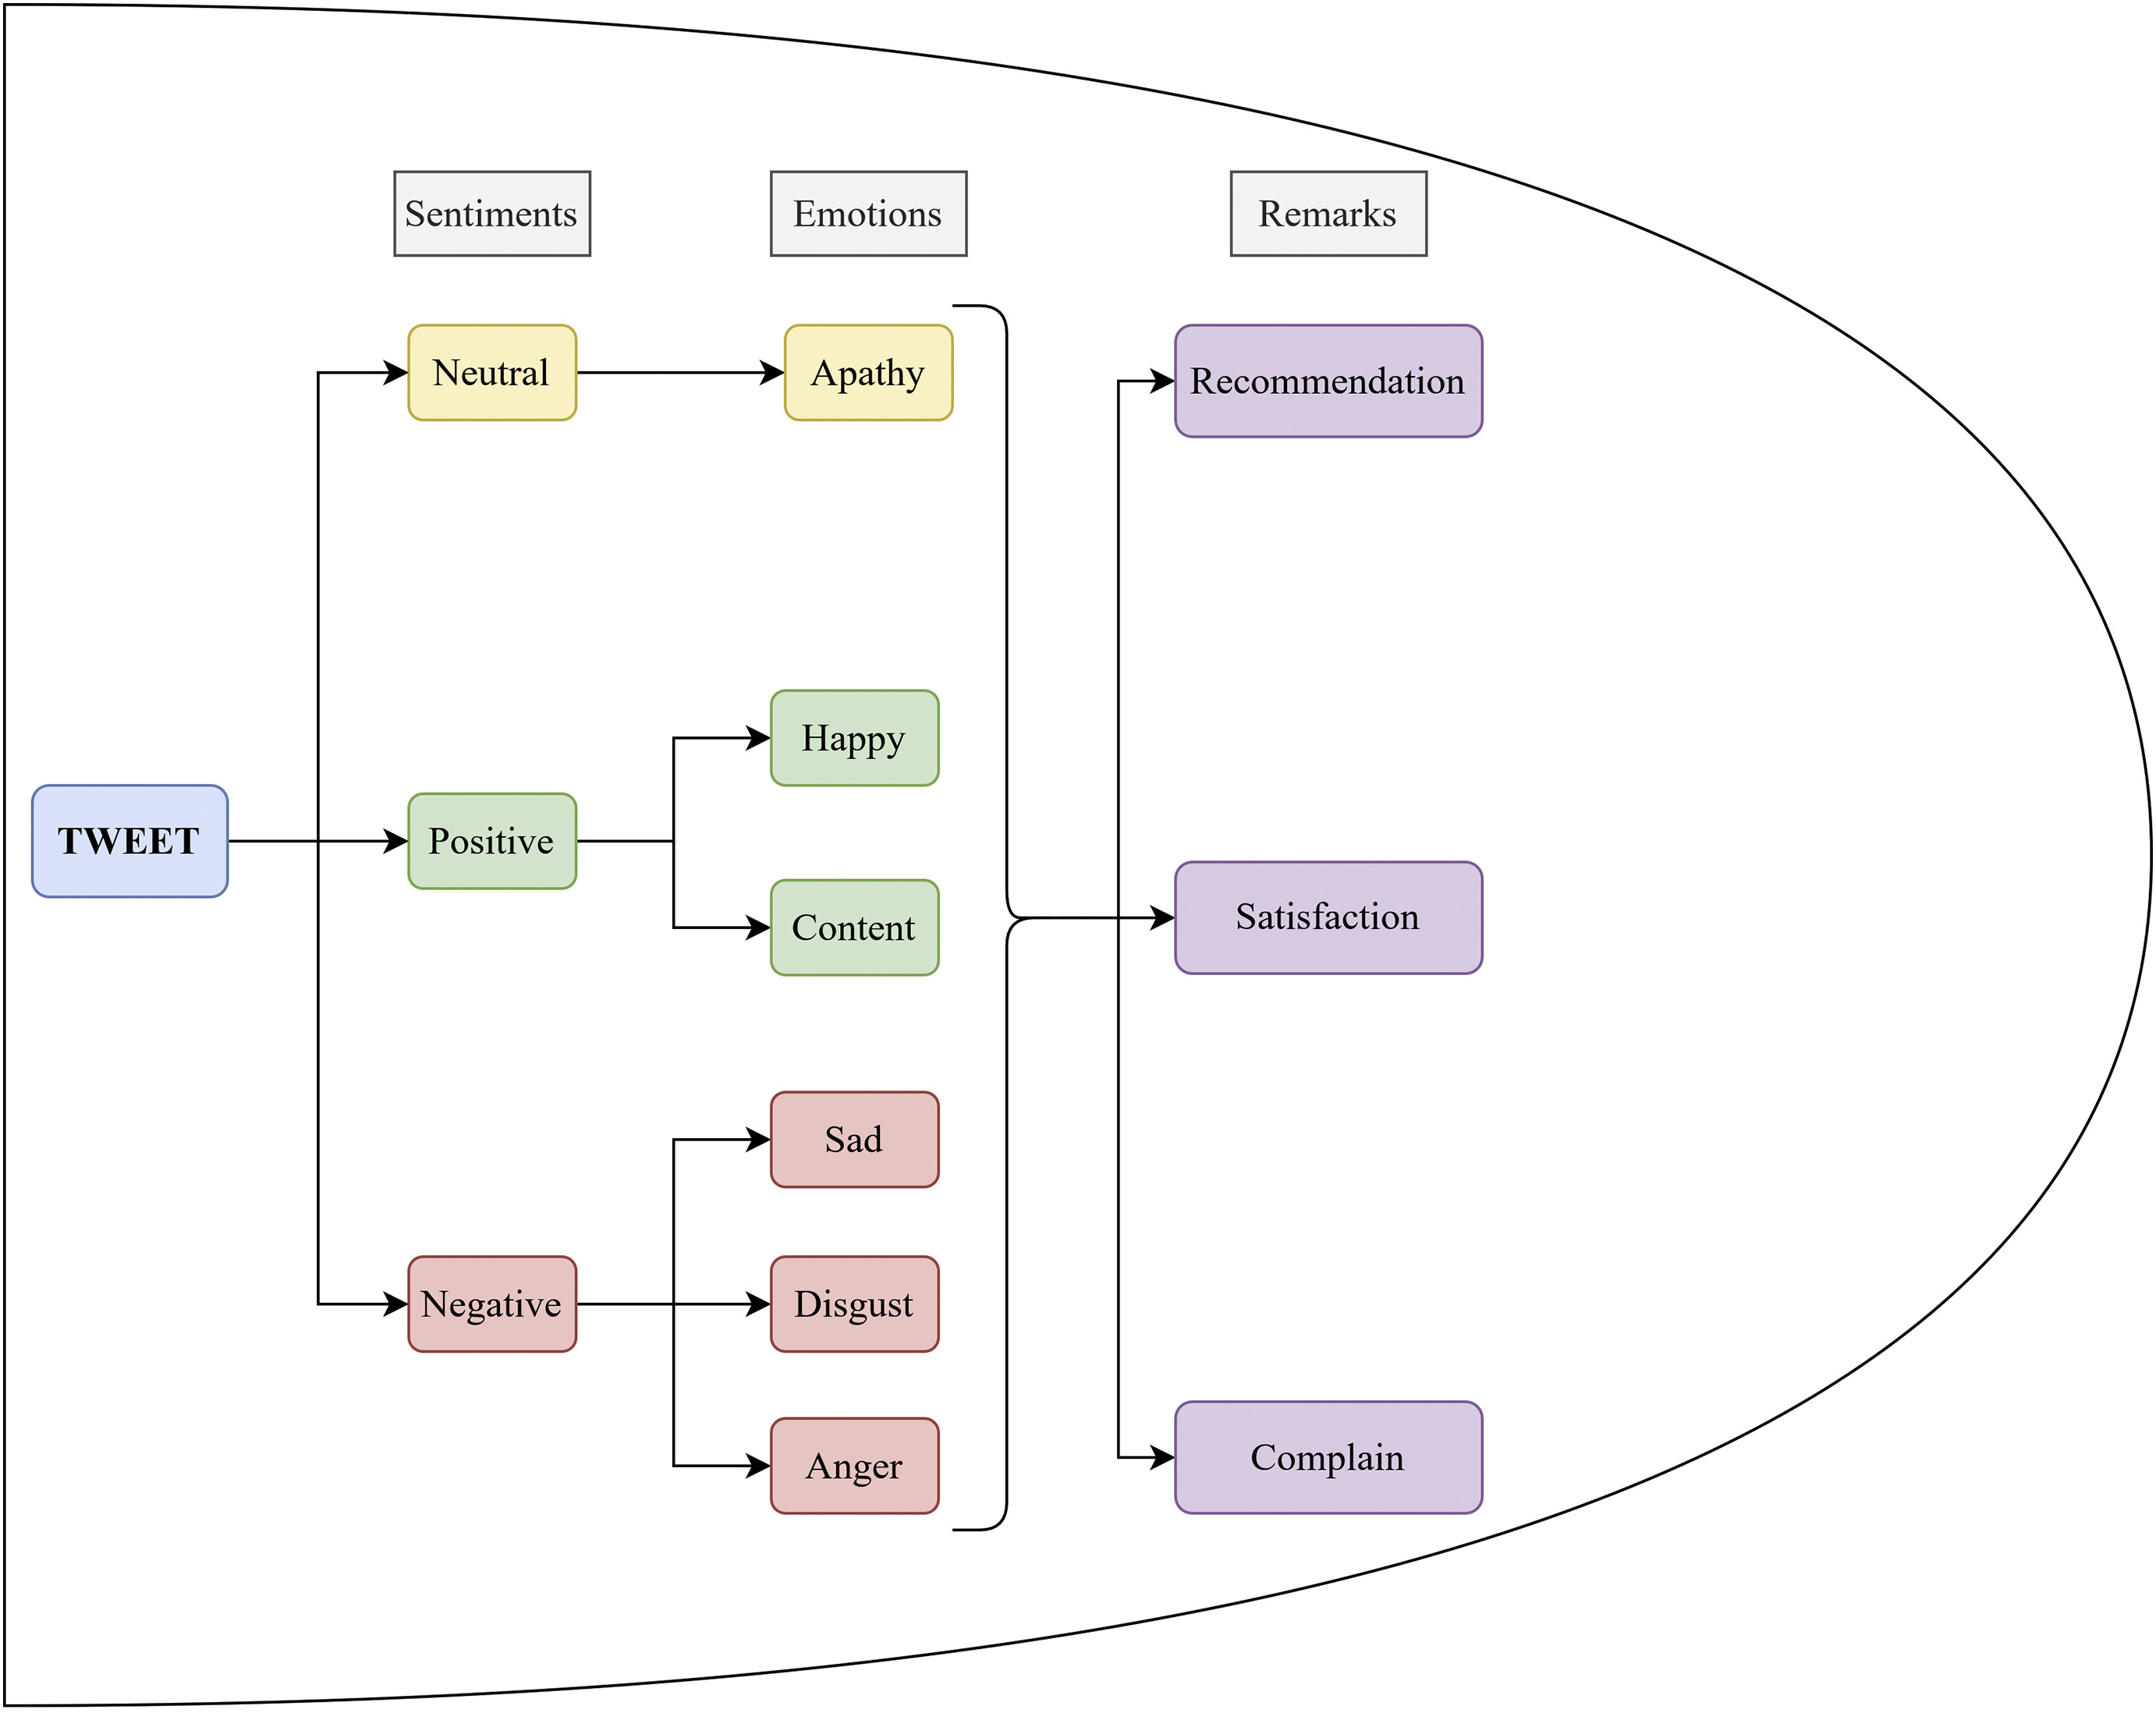 Sentiments
Emotions
Remarks
Neutral
Apathy
Recommendation
Happy
TWEET
Positive
Content
Satisfaction
Sad
Negative
Disgust
Anger
Complain